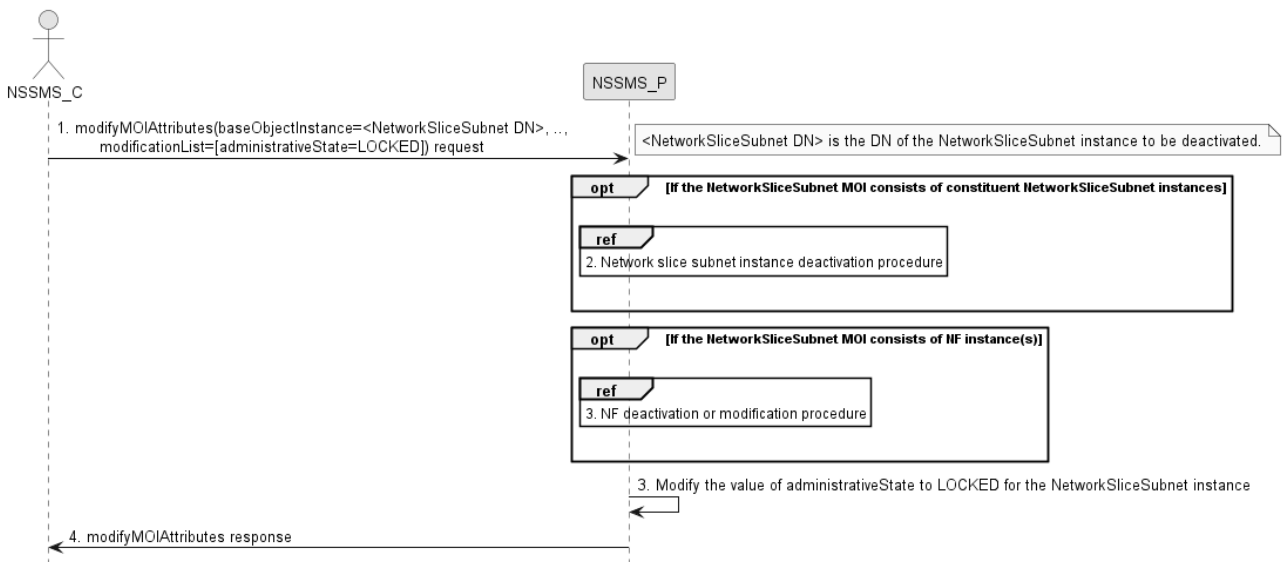 NSSMS_C
NSSMS_P
1. modifyMOIAttributes(baseObjectInstance=<NetworkSliceSubnet DN>, ..,
modificationList=[administrativeState=LOCKED]) request
<NetworkSliceSubnet DN> is the DN of the NetworkSliceSubnet instance to be deactivated.
opt [If the NetworkSliceSubnet MOI consists of constituent NetworkSliceSubnet instances]
ref
2. Network slice subnet instance deactivation procedure
opt [If the NetworkSliceSubnet MOI consists of NF instance(s)]
ref
3. NF deactivation or modification procedure
3. Modify the value of administrativeState to LOCKED for the NetworkSliceSubnet instance
4. modifyMOIAttributes response